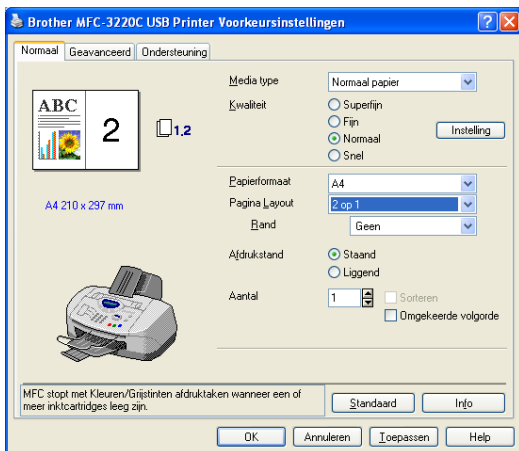 Brother MFC-3220C USB Printer Voorkeursinstellingen
Normaal Geavanceerd Ondersteuning
ABC
2
1,2
A4 210 x 297 mm
Media type Normaal papier
Kwaliteit Superfijn
Fijn
Normaal Instelling
Snel
Papierformaat A4
Pagina Layout 2 op 1
Rand Geen
Afdrukstand Staand
Liggend
Aantal 1 Sorteren
Omgekeerde volgorde
MFC stopt met Kleuren/Grijstinten afdruktaken wanneer een of
meer inktcartridges leeg zijn.
Standaard Info
OK Annuleren Toepassen Help